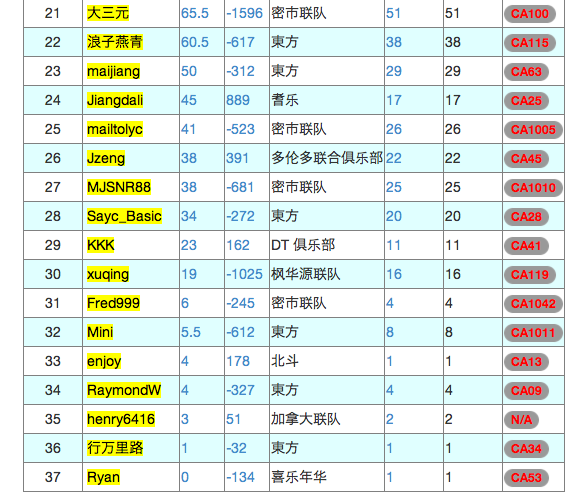 21 大三元 65.5 -1596 密市联队 51 51 CA100
22 浪子燕青 60.5 -617 東方 38 38 CA115
23 maijiang 50 -312 東方 29 29 CA63
24 Jiangdali 45 889 耆乐 17 17 CA25
25 mailtolyc 41 -523 密市联队 26 26 CA1005
26 Jzeng 38 391 多伦多联合俱乐部 22 22 CA45
27 MJSNR88 38 -681 密市联队 25 25 CA1010
28 Sayc_Basic 34 -272 東方 20 20 CA28
29 KKK 23 162 DT 俱乐部 11 11 CA41
30 xuqing 19 -1025 枫华源联队 16 16 CA119
31 Fred999 6 -245 密市联队 4 4 CA1042
32 Mini 5.5 -612 東方 8 8 CA1011
33 enjoy 4 178 北斗 1 1 CA13
34 RaymondW 4 -327 東方 4 4 CA09
35 henry6416 3 51 加拿大联队 2 2 N/A
36 行万里路 1 -32 東方 1 1 CA34
37 Ryan 0 -134 喜乐年华 1 1 CA53